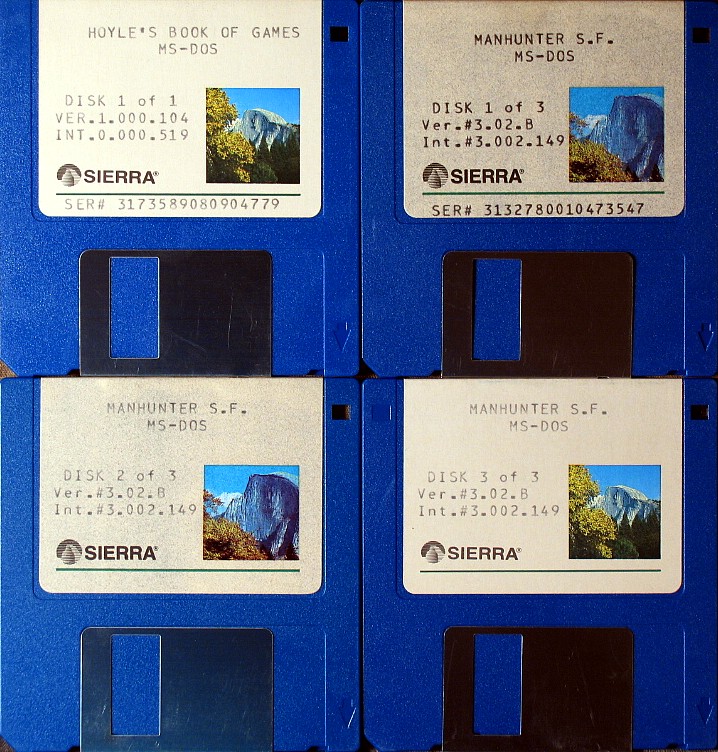 HOYLE'S BOOK OF GAMES
MS-DOS
DISK 1 of 1
VER.1.000.104
INT.0.000.519
SIERRA®
SER# 3173589080904779
MANHUNTER S.F.
MS-DOS
DISK 1 of 3
Ver.#3.02.B
Int.#3.002.149
SIERRA®
SER# 3132780010473547
MANHUNTER S.F.
MS-DOS
DISK 2 of 3
Ver.#3.02.B
Int.#3.002.149
SIERRA®
MANHUNTER S.F.
MS-DOS
DISK 3 of 3
Ver.#3.02.B
Int.#3.002.149
SIERRA®